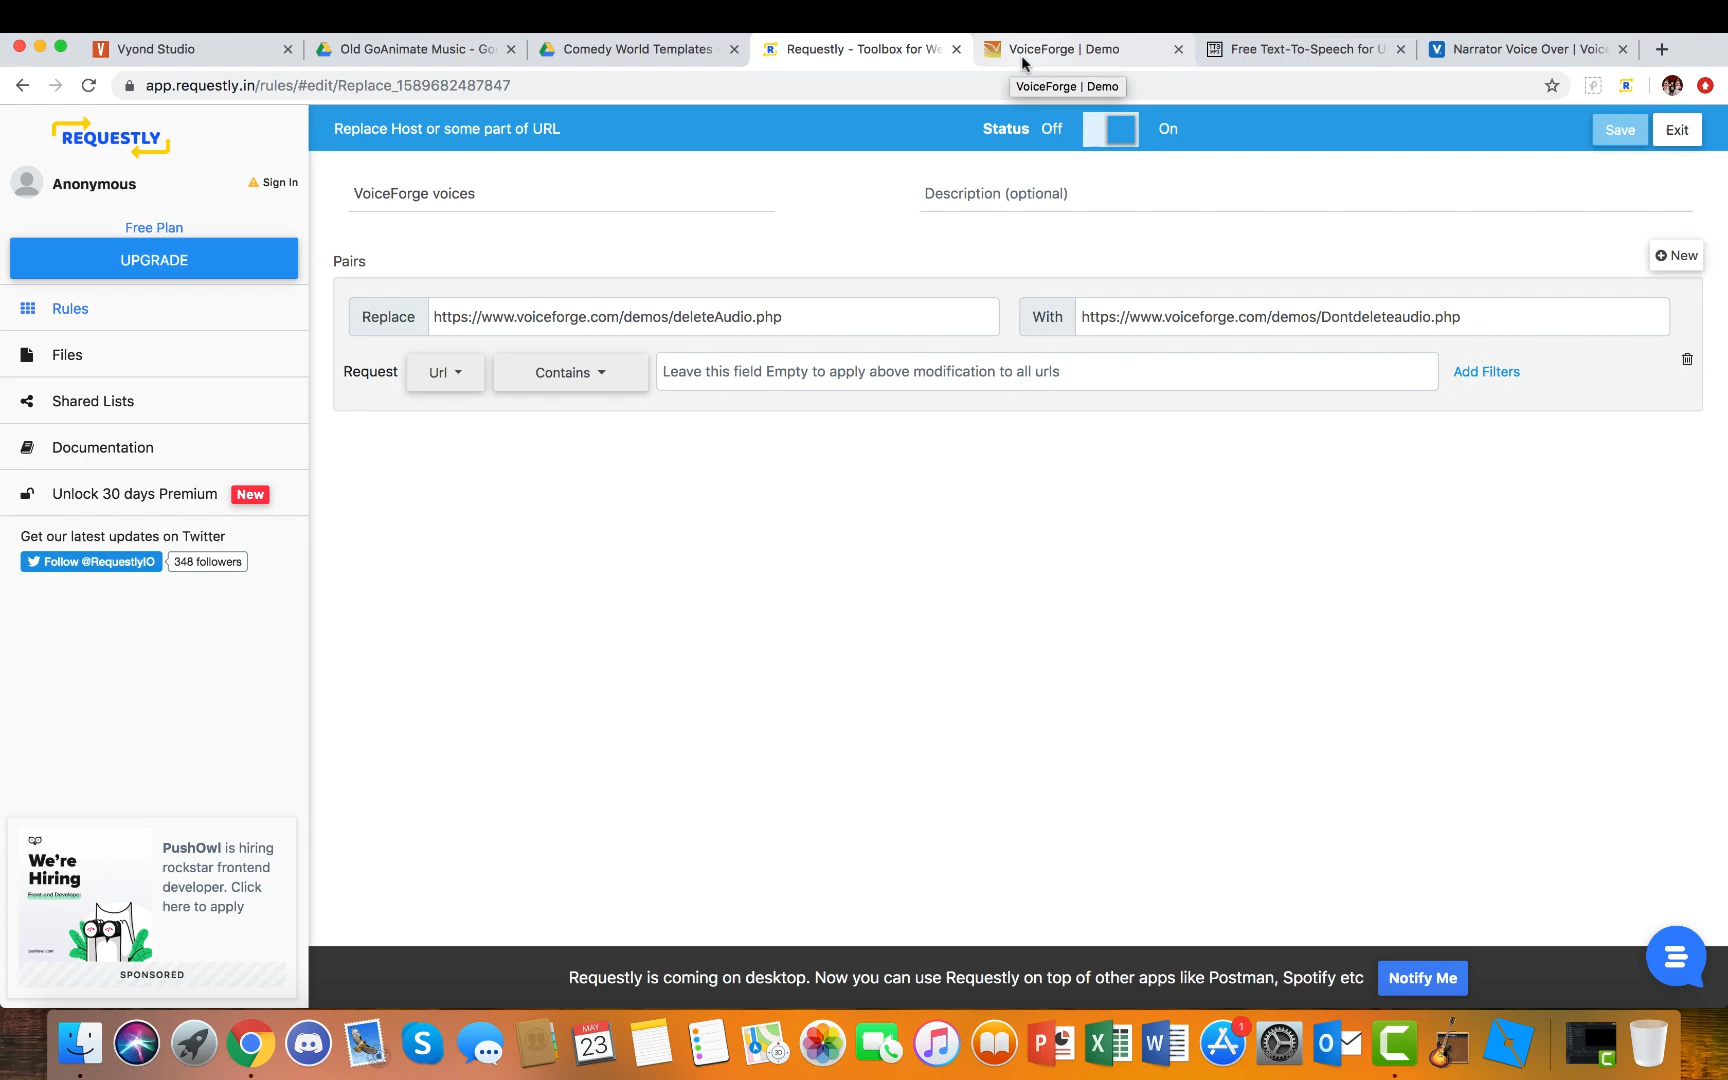 Vyond Studio
Old GoAnimate Music - Go
Comedy World Templates -
Requestly - Toolbox for We
VoiceForge | Demo
Free Text-To-Speech for U
Narrator Voice Over | Voice
app.requestly.in/rules/#edit/Replace_1589682487847
VoiceForge | Demo
REQUESTLY
Replace Host or some part of URL
Status Off On
Save
Exit
Anonymous
Sign In
Free Plan
UPGRADE
Rules
Files
Shared Lists
Documentation
Unlock 30 days Premium New
Get our latest updates on Twitter
Follow @RequestlyIO 348 followers
VoiceForge voices
Description (optional)
Pairs
New
Replace https://www.voiceforge.com/demos/deleteAudio.php
With https://www.voiceforge.com/demos/Dontdeleteaudio.php
Request Url Contains Leave this field Empty to apply above modification to all urls Add Filters
We're
Hiring
Front-end Developer
pushowl.com
PushOwl is hiring
rockstar frontend
developer. Click
here to apply
SPONSORED
Requestly is coming on desktop. Now you can use Requestly on top of other apps like Postman, Spotify etc
Notify Me
MAY
23
1